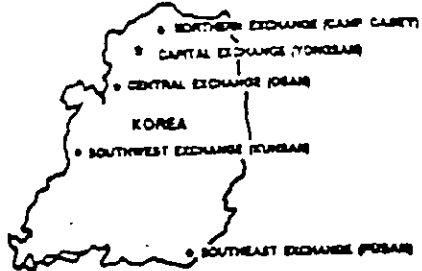 NORTHERN EXCHANGE (CAMP CASEY)
CAPITAL EXCHANGE (YONGSAN)
CENTRAL EXCHANGE (OSAN)
KOREA
SOUTHWEST EXCHANGE (KUNSAN)
SOUTHEAST EXCHANGE (PUSAN)